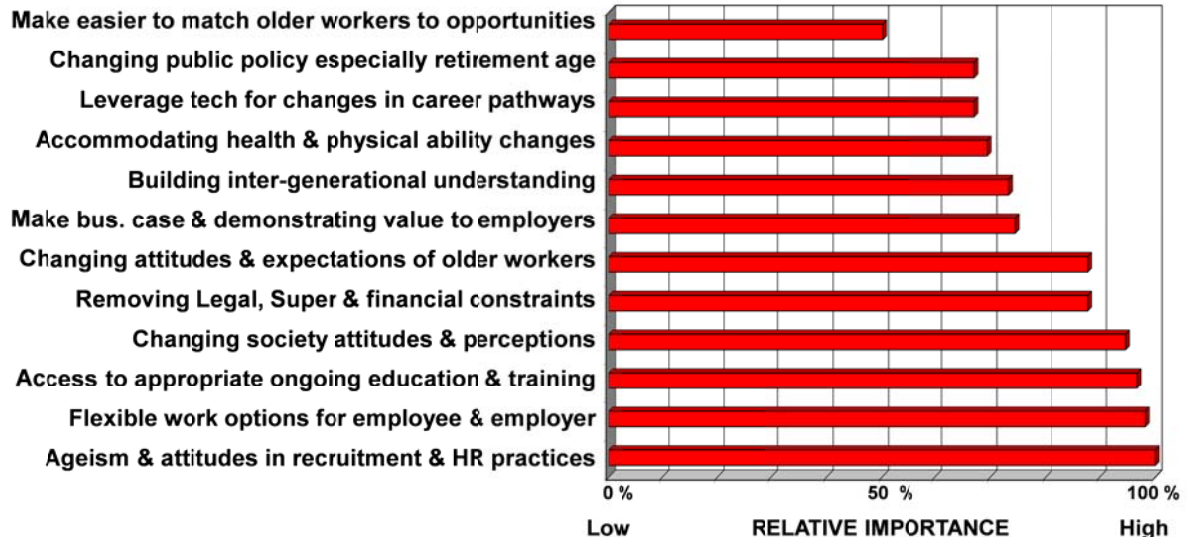 Make easier to match older workers to opportunities
Changing public policy especially retirement age
Leverage tech for changes in career pathways
Accommodating health & physical ability changes
Building inter-generational understanding
Make bus. case & demonstrating value to employers
Changing attitudes & expectations of older workers
Removing Legal, Super & financial constraints
Changing society attitudes & perceptions
Access to appropriate ongoing education & training
Flexible work options for employee & employer
Ageism & attitudes in recruitment & HR practices
0 % 50 % 100 %
Low RELATIVE IMPORTANCE High